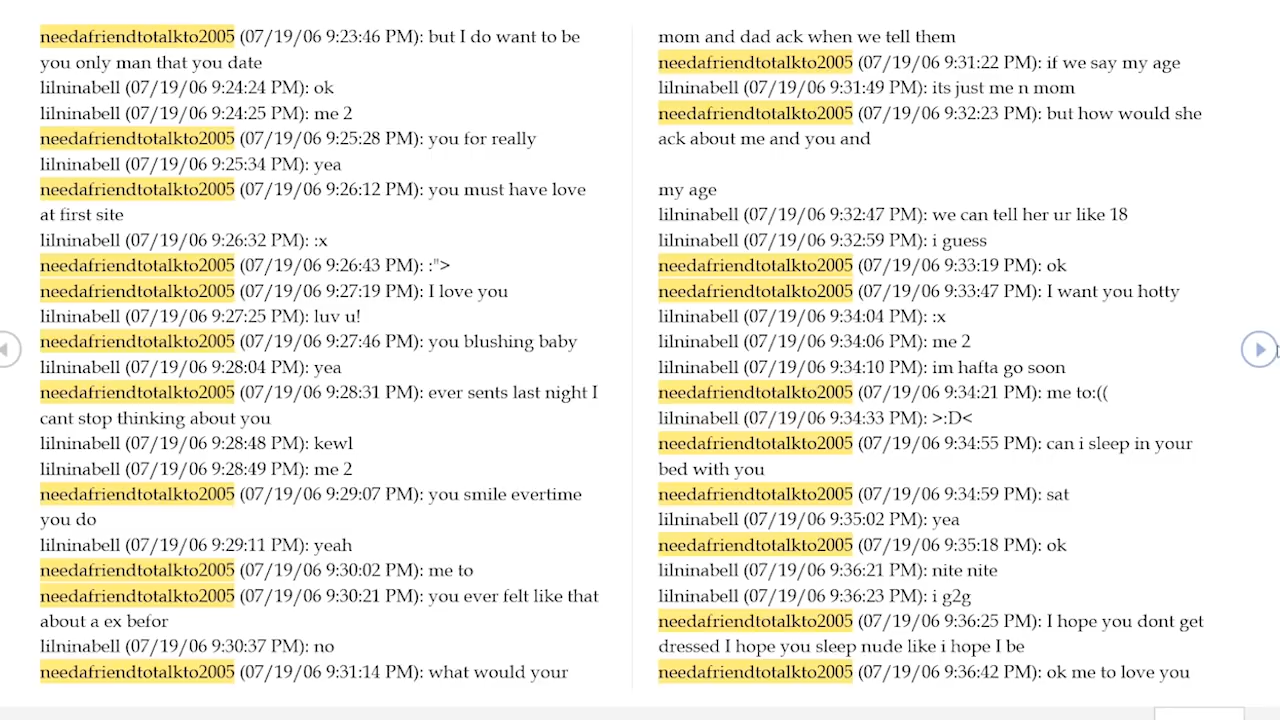 needafriendtotalkto2005 (07/19/06 9:23:46 PM): but I do want to be
you only man that you date
lilninabell (07/19/06 9:24:24 PM): ok
lilninabell (07/19/06 9:24:25 PM): me 2
needafriendtotalkto2005 (07/19/06 9:25:28 PM): you for really
lilninabell (07/19/06 9:25:34 PM): yea
needafriendtotalkto2005 (07/19/06 9:26:12 PM): you must have love
at first site
lilninabell (07/19/06 9:26:32 PM): :x
needafriendtotalkto2005 (07/19/06 9:26:43 PM): :">
needafriendtotalkto2005 (07/19/06 9:27:19 PM): I love you
lilninabell (07/19/06 9:27:25 PM): luv u!
needafriendtotalkto2005 (07/19/06 9:27:46 PM): you blushing baby
lilninabell (07/19/06 9:28:04 PM): yea
needafriendtotalkto2005 (07/19/06 9:28:31 PM): ever sents last night I
cant stop thinking about you
lilninabell (07/19/06 9:28:48 PM): kewl
lilninabell (07/19/06 9:28:49 PM): me 2
needafriendtotalkto2005 (07/19/06 9:29:07 PM): you smile evertime
you do
lilninabell (07/19/06 9:29:11 PM): yeah
needafriendtotalkto2005 (07/19/06 9:30:02 PM): me to
needafriendtotalkto2005 (07/19/06 9:30:21 PM): you ever felt like that
about a ex befor
lilninabell (07/19/06 9:30:37 PM): no
needafriendtotalkto2005 (07/19/06 9:31:14 PM): what would your
mom and dad ack when we tell them
needafriendtotalkto2005 (07/19/06 9:31:22 PM): if we say my age
lilninabell (07/19/06 9:31:49 PM): its just me n mom
needafriendtotalkto2005 (07/19/06 9:32:23 PM): but how would she
ack about me and you and
my age
lilninabell (07/19/06 9:32:47 PM): we can tell her ur like 18
lilninabell (07/19/06 9:32:59 PM): i guess
needafriendtotalkto2005 (07/19/06 9:33:19 PM): ok
needafriendtotalkto2005 (07/19/06 9:33:47 PM): I want you hotty
lilninabell (07/19/06 9:34:04 PM): :x
lilninabell (07/19/06 9:34:06 PM): me 2
lilninabell (07/19/06 9:34:10 PM): im hafta go soon
needafriendtotalkto2005 (07/19/06 9:34:21 PM): me to:((
lilninabell (07/19/06 9:34:33 PM): >:D<
needafriendtotalkto2005 (07/19/06 9:34:55 PM): can i sleep in your
bed with you
needafriendtotalkto2005 (07/19/06 9:34:59 PM): sat
lilninabell (07/19/06 9:35:02 PM): yea
needafriendtotalkto2005 (07/19/06 9:35:18 PM): ok
lilninabell (07/19/06 9:36:21 PM): nite nite
lilninabell (07/19/06 9:36:23 PM): i g2g
needafriendtotalkto2005 (07/19/06 9:36:25 PM): I hope you dont get
dressed I hope you sleep nude like i hope I be
needafriendtotalkto2005 (07/19/06 9:36:42 PM): ok me to love you